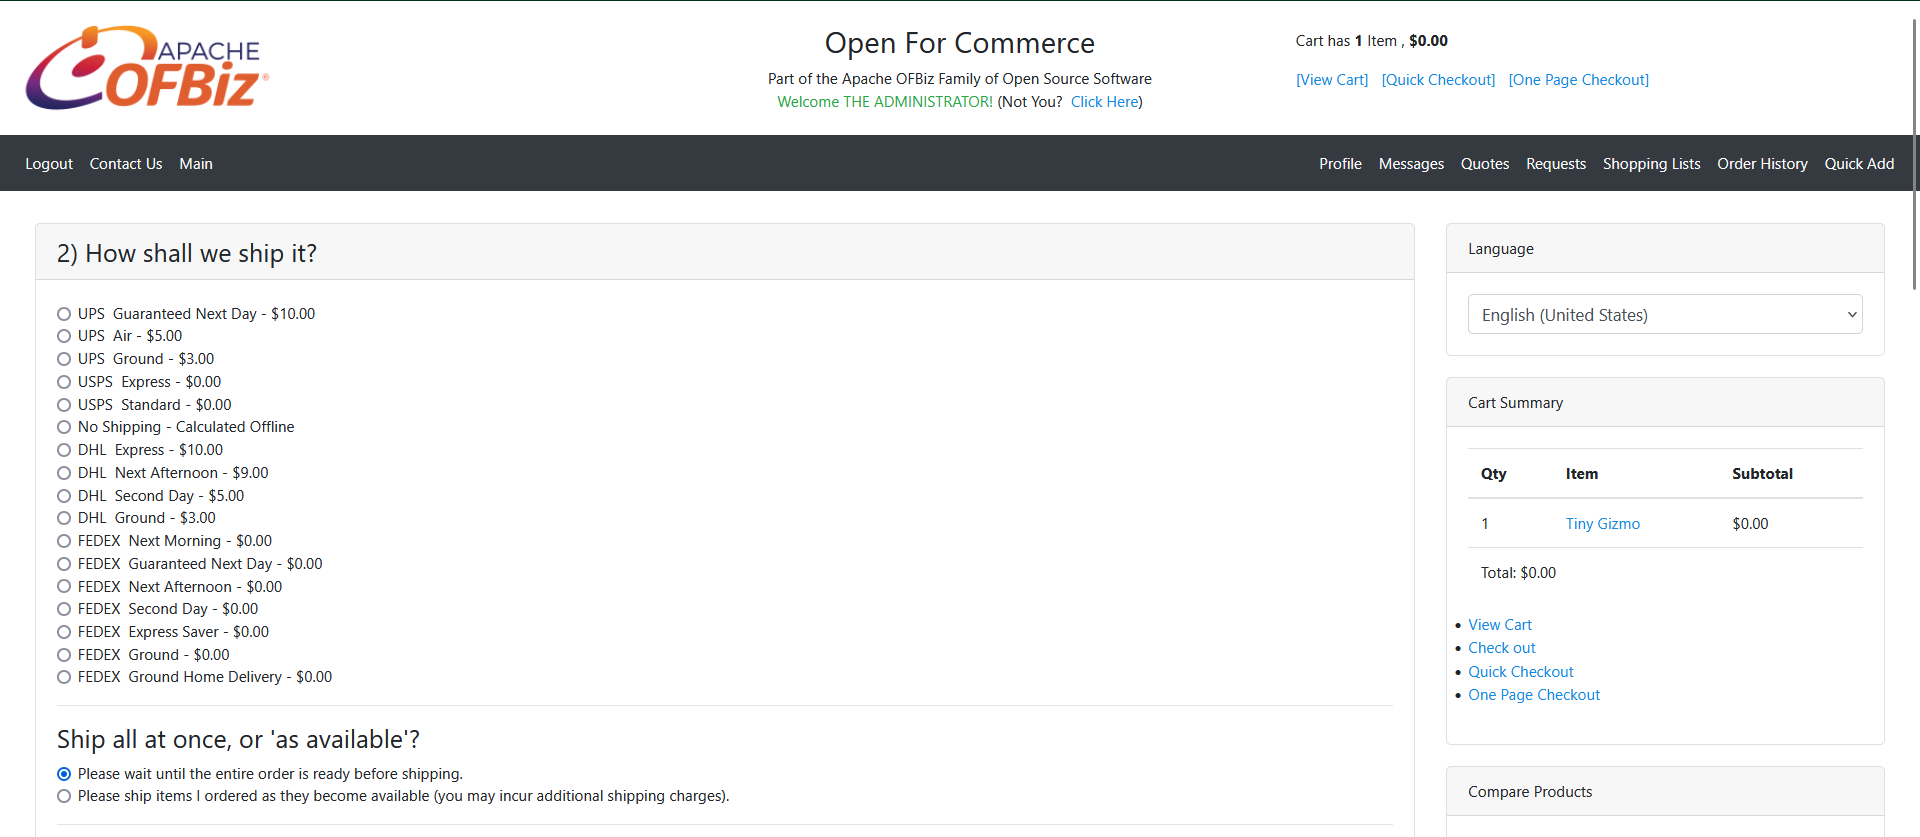 APACHE
OFBiz®
Open For Commerce
Part of the Apache OFBiz Family of Open Source Software
Welcome THE ADMINISTRATOR! (Not You? Click Here)
Cart has 1 Item , $0.00
[View Cart] [Quick Checkout] [One Page Checkout]
Logout Contact Us Main
Profile Messages Quotes Requests Shopping Lists Order History Quick Add
2) How shall we ship it?
UPS Guaranteed Next Day - $10.00
UPS Air - $5.00
UPS Ground - $3.00
USPS Express - $0.00
USPS Standard - $0.00
No Shipping - Calculated Offline
DHL Express - $10.00
DHL Next Afternoon - $9.00
DHL Second Day - $5.00
DHL Ground - $3.00
FEDEX Next Morning - $0.00
FEDEX Guaranteed Next Day - $0.00
FEDEX Next Afternoon - $0.00
FEDEX Second Day - $0.00
FEDEX Express Saver - $0.00
FEDEX Ground - $0.00
FEDEX Ground Home Delivery - $0.00
Ship all at once, or 'as available'?
Please wait until the entire order is ready before shipping.
Please ship items I ordered as they become available (you may incur additional shipping charges).
Language
English (United States)
Cart Summary
Qty Item Subtotal
1 Tiny Gizmo $0.00
Total: $0.00
View Cart
Check out
Quick Checkout
One Page Checkout
Compare Products